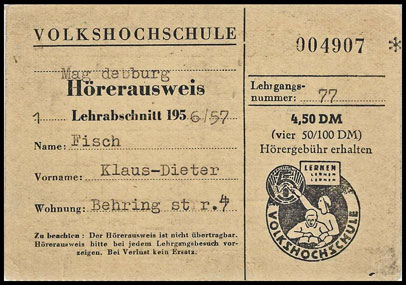 VOLKSHOCHSCHULE
Magdeburg
Hörerausweis
1 Lehrabschnitt 1956/57
Name: Fisch
Vorname: Klaus-Dieter
Wohnung: Behring str.4
Zu beachten: Der Hörerausweis ist nicht übertragbar.
Hörerausweis bitte bei jedem Lehrgangsbesuch vor-
zeigen. Bei Verlust kein Ersatz.
004907 *
Lehrgangs-
nummer: 77
4,50 DM
(vier 50/100 DM)
Hörergebühr erhalten
LERNEN
LERNEN
LERNEN
VOLKSHOCHSCHULE